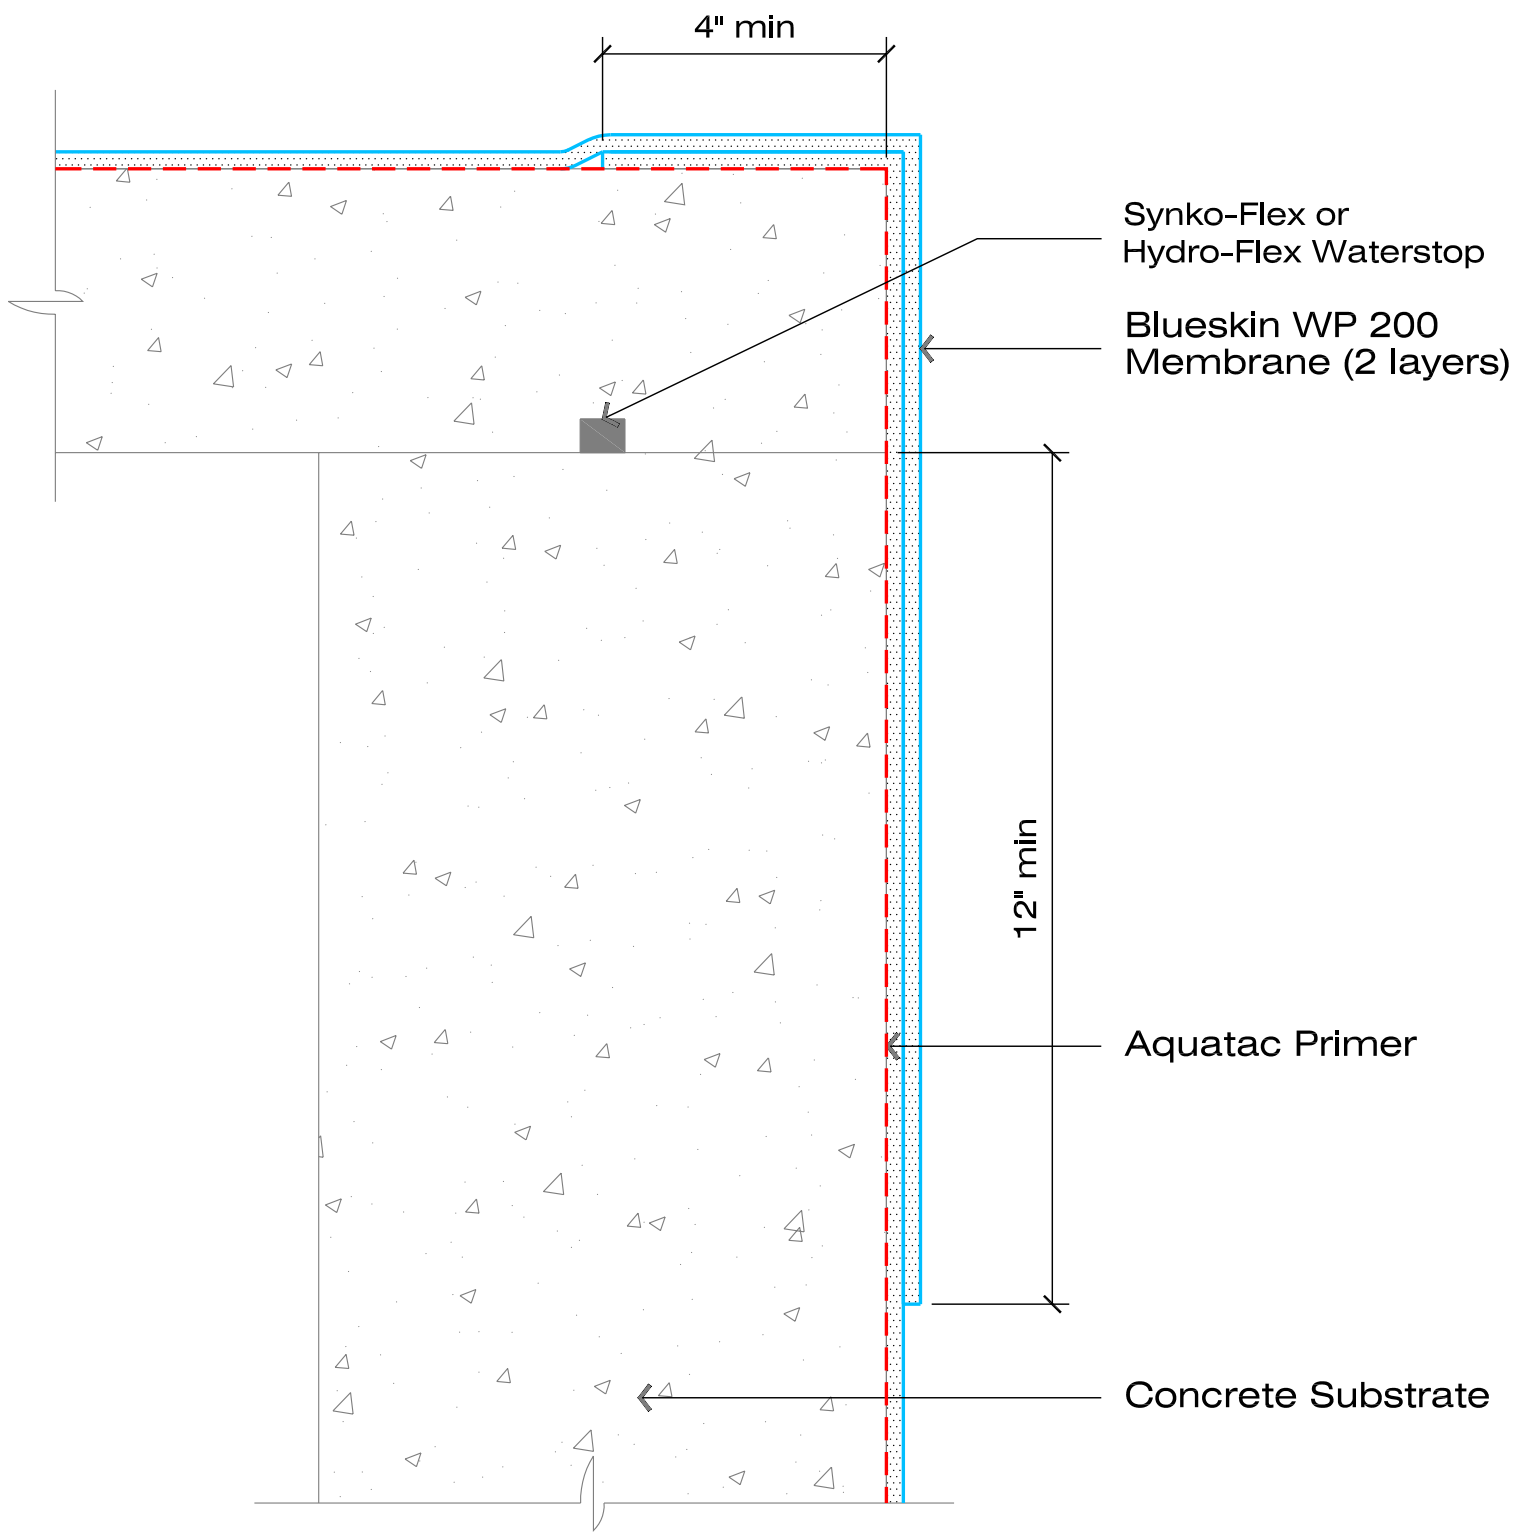 4" min
Synko-Flex or
Hydro-Flex Waterstop
Blueskin WP 200
Membrane (2 layers)
12" min
Aquatac Primer
Concrete Substrate